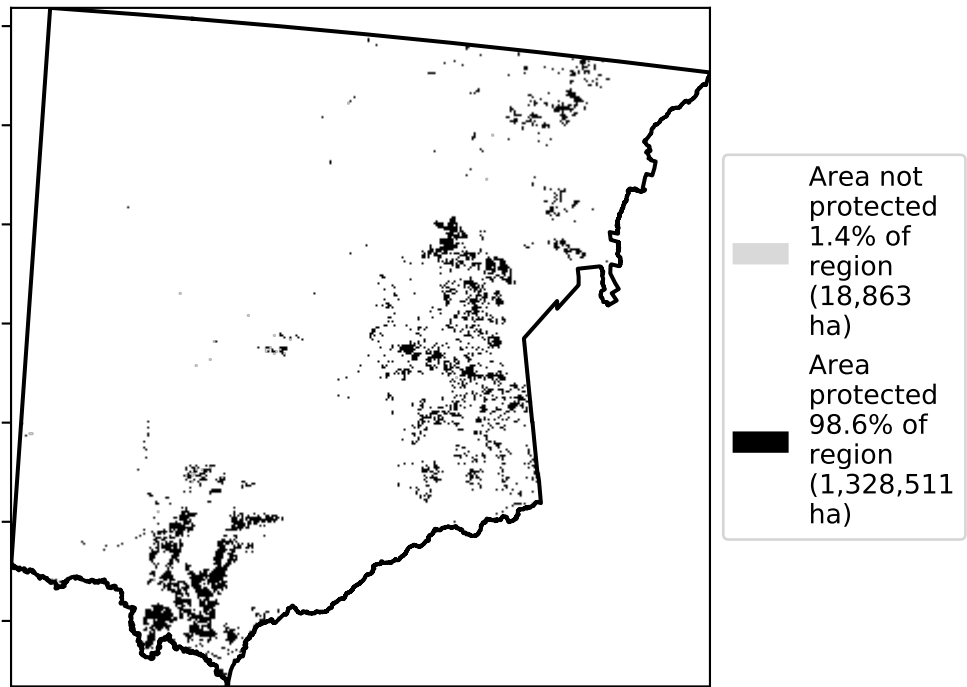 Area not
protected
1.4% of
region
(18,863
ha)
Area
protected
98.6% of
region
(1,328,511
ha)